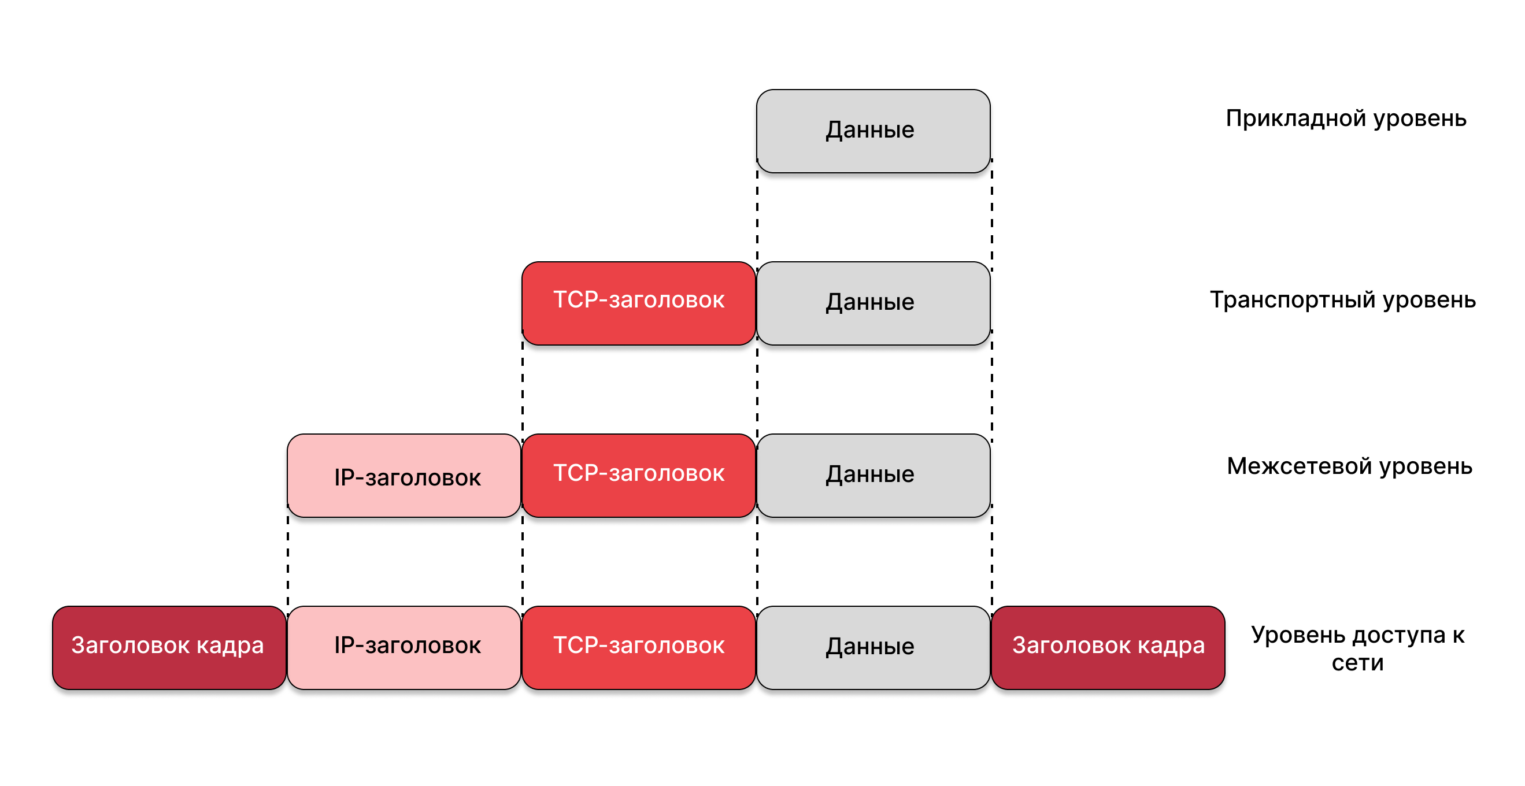 Данные
Прикладной уровень
TCP-заголовок
Данные
Транспортный уровень
IP-заголовок
TCP-заголовок
Данные
Межсетевой уровень
Заголовок кадра
IP-заголовок
TCP-заголовок
Данные
Заголовок кадра
Уровень доступа к
сети